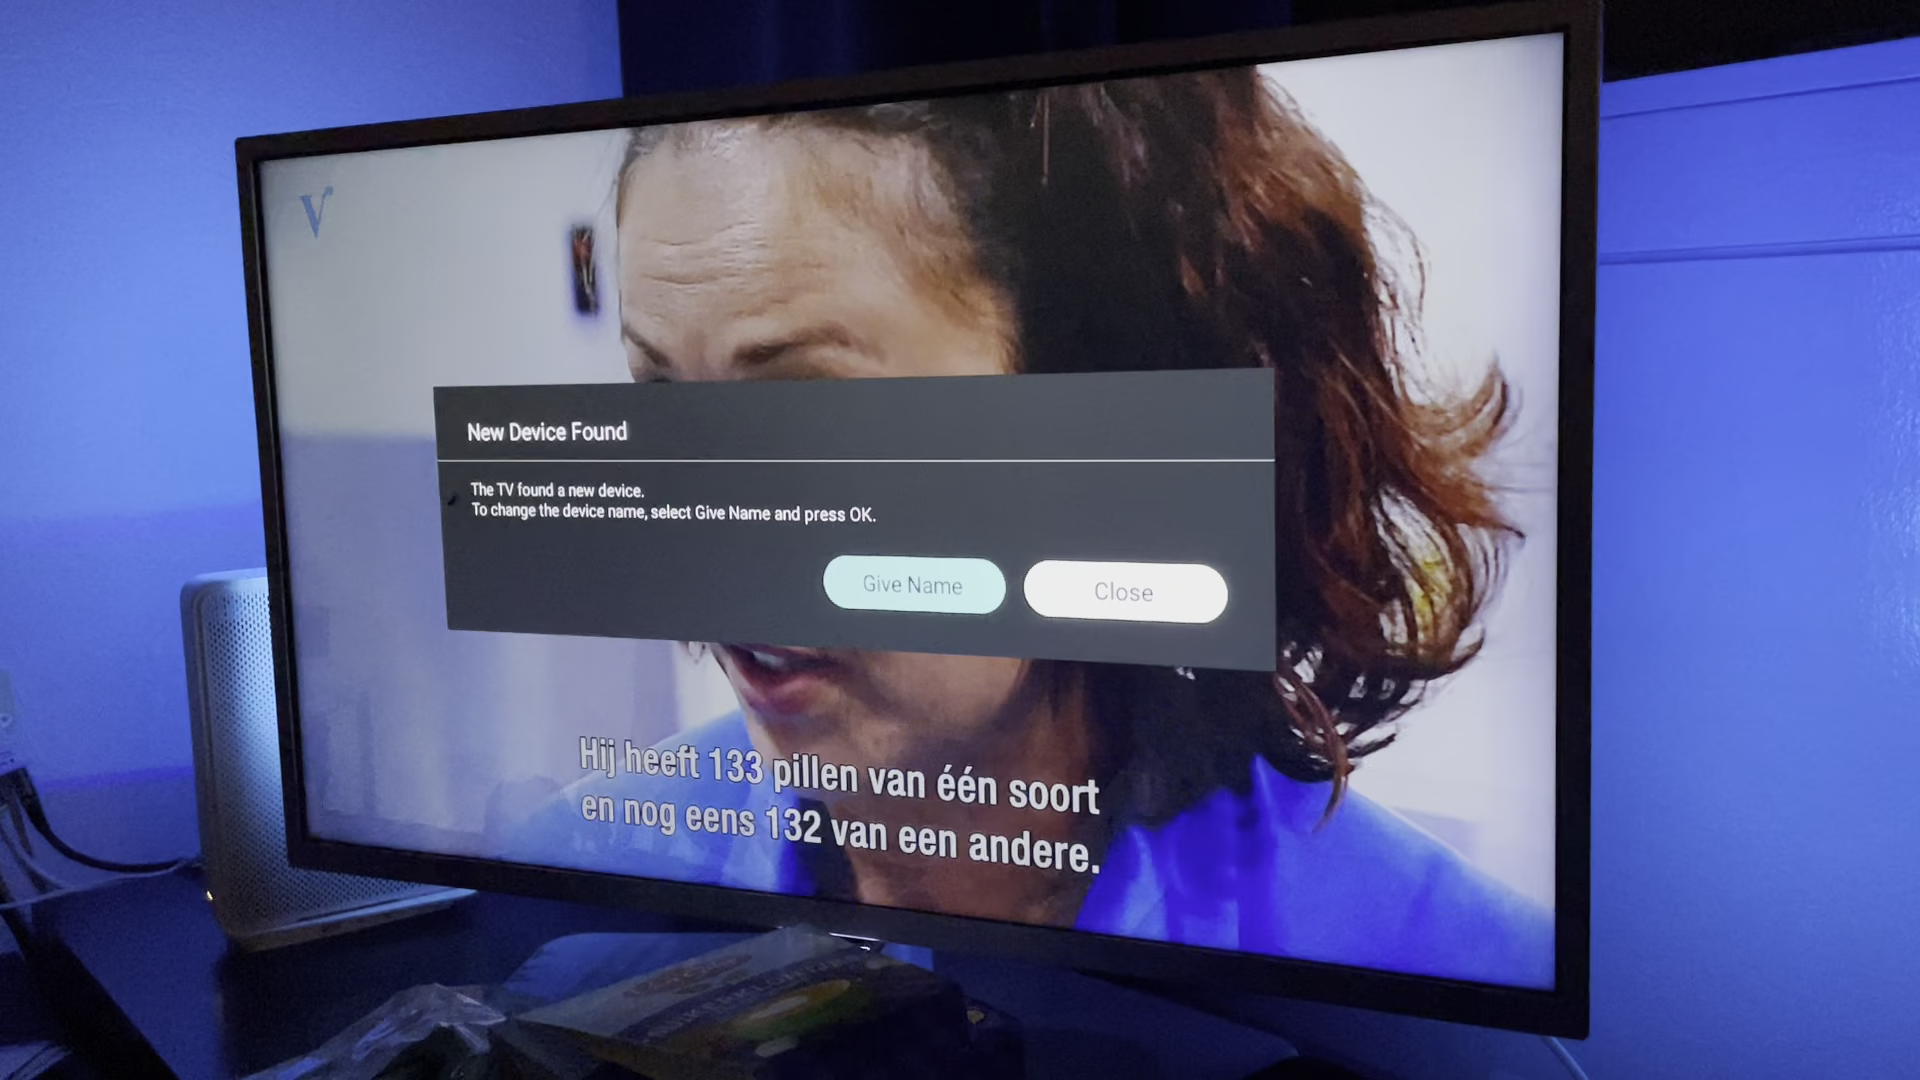 V
New Device Found
The TV found a new device.
To change the device name, select Give Name and press OK.
Give Name
Close
Hij heeft 133 pillen van één soort
en nog eens 132 van een andere.